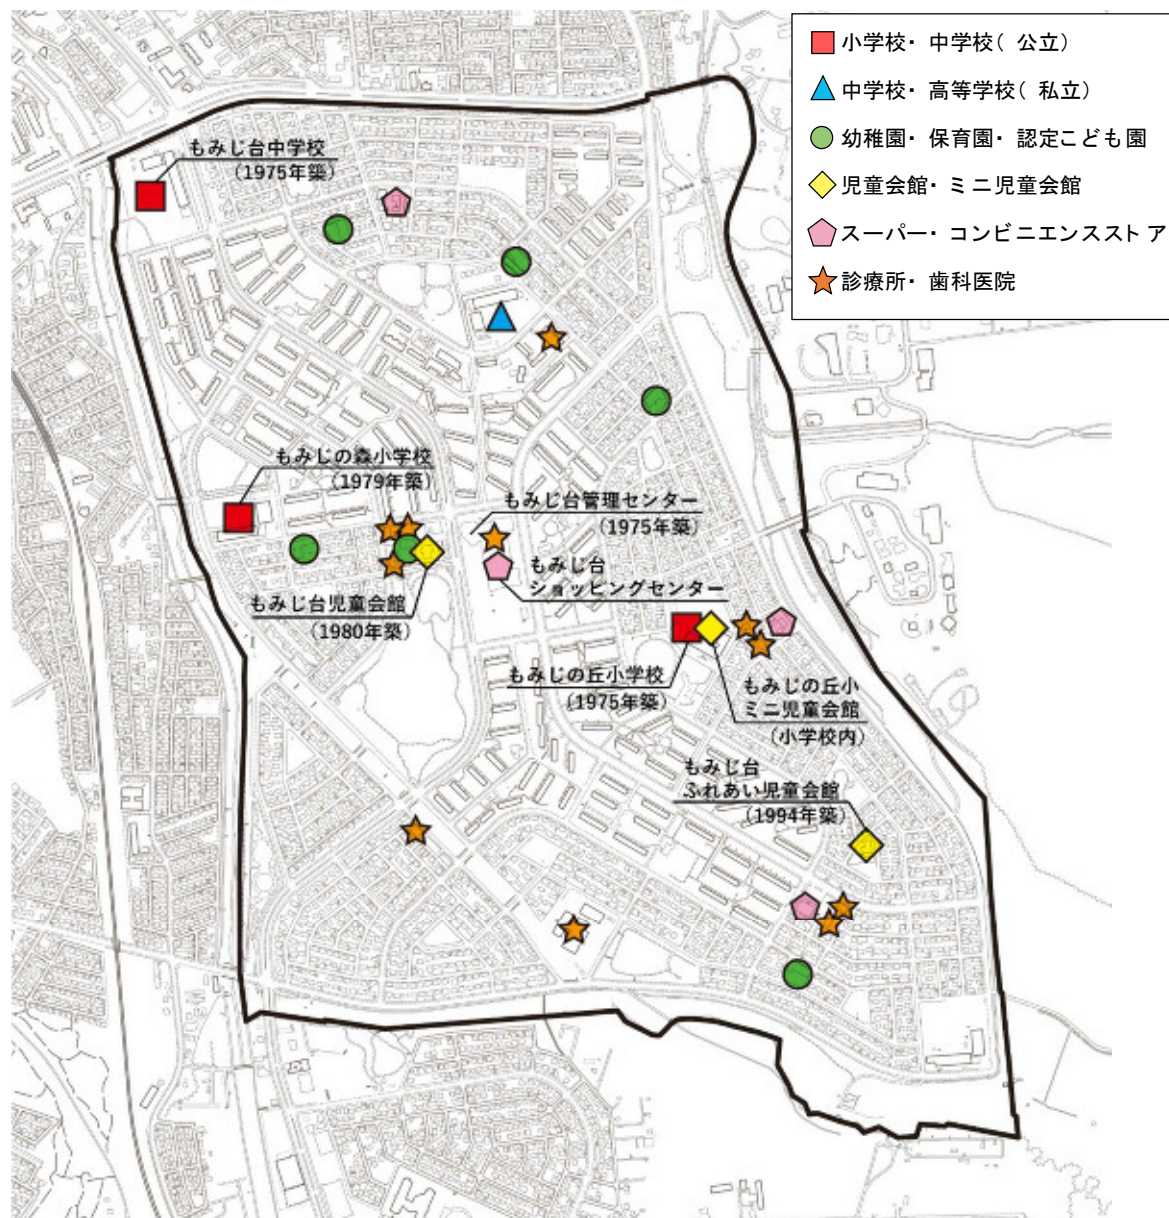 小学校・中学校(公立)
中学校・高等学校(私立)
幼稚園・保育園・認定こども園
児童会館・ミニ児童会館
スーパー・コンビニエンスストア
診療所・歯科医院
もみじ台中学校
(1975年築)
もみじの森小学校
(1979年築)
もみじ台管理センター
(1975年築)
もみじ台
ショッピングセンター
もみじ台児童会館
(1980年築)
もみじの丘小学校
(1975年築)
もみじの丘小
ミニ児童会館
(小学校内)
もみじ台
ふれあい児童会館
(1994年築)